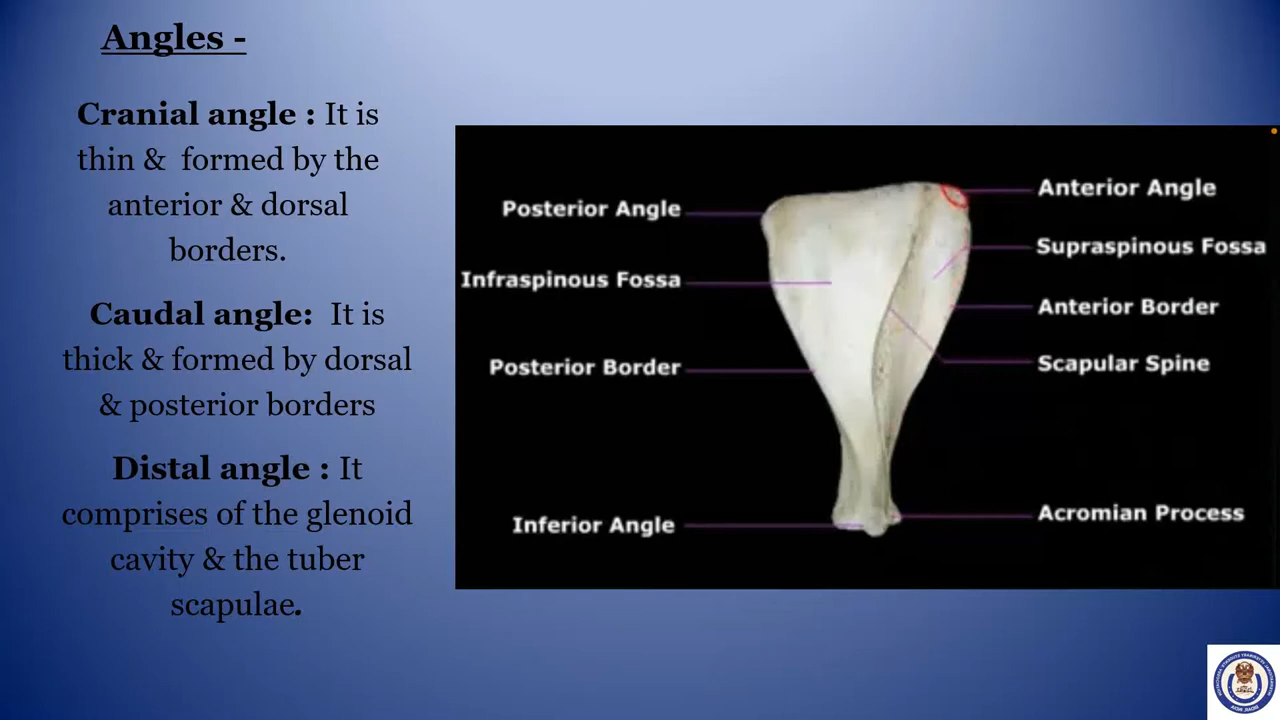 Angles -
Cranial angle : It is
thin & formed by the
anterior & dorsal
borders.
Caudal angle: It is
thick & formed by dorsal
& posterior borders
Distal angle : It
comprises of the glenoid
cavity & the tuber
scapulae.
Posterior Angle
Infraspinous Fossa
Posterior Border
Inferior Angle
Anterior Angle
Supraspinous Fossa
Anterior Border
Scapular Spine
Acromian Process